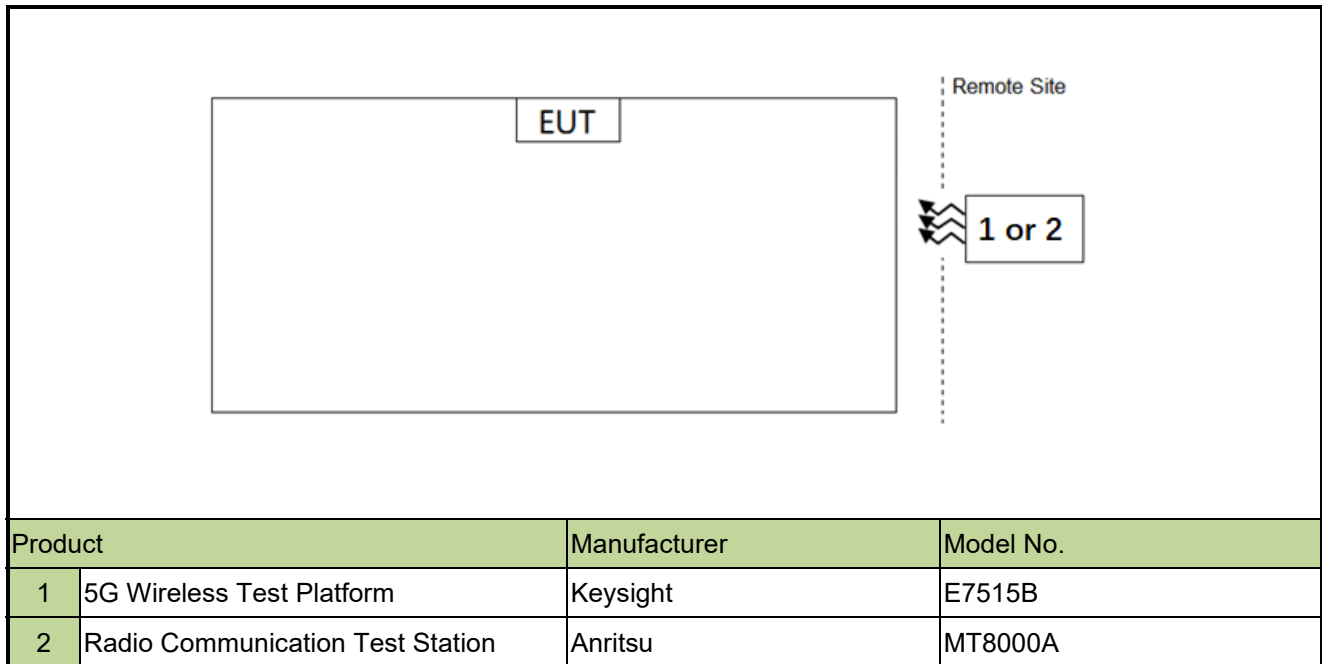 Remote Site
EUT
1 or 2
Product Manufacturer Model No.
1 5G Wireless Test Platform Keysight E7515B
2 Radio Communication Test Station Anritsu MT8000A